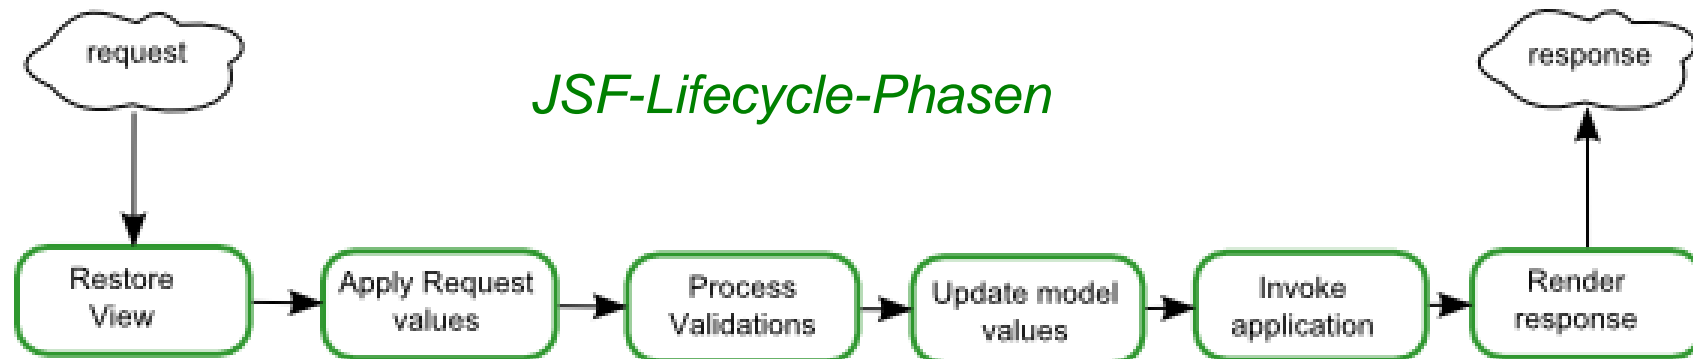 request
JSF-Lifecycle-Phasen
response
Restore
View
Apply Request
values
Process
Validations
Update model
values
Invoke
application
Render
response